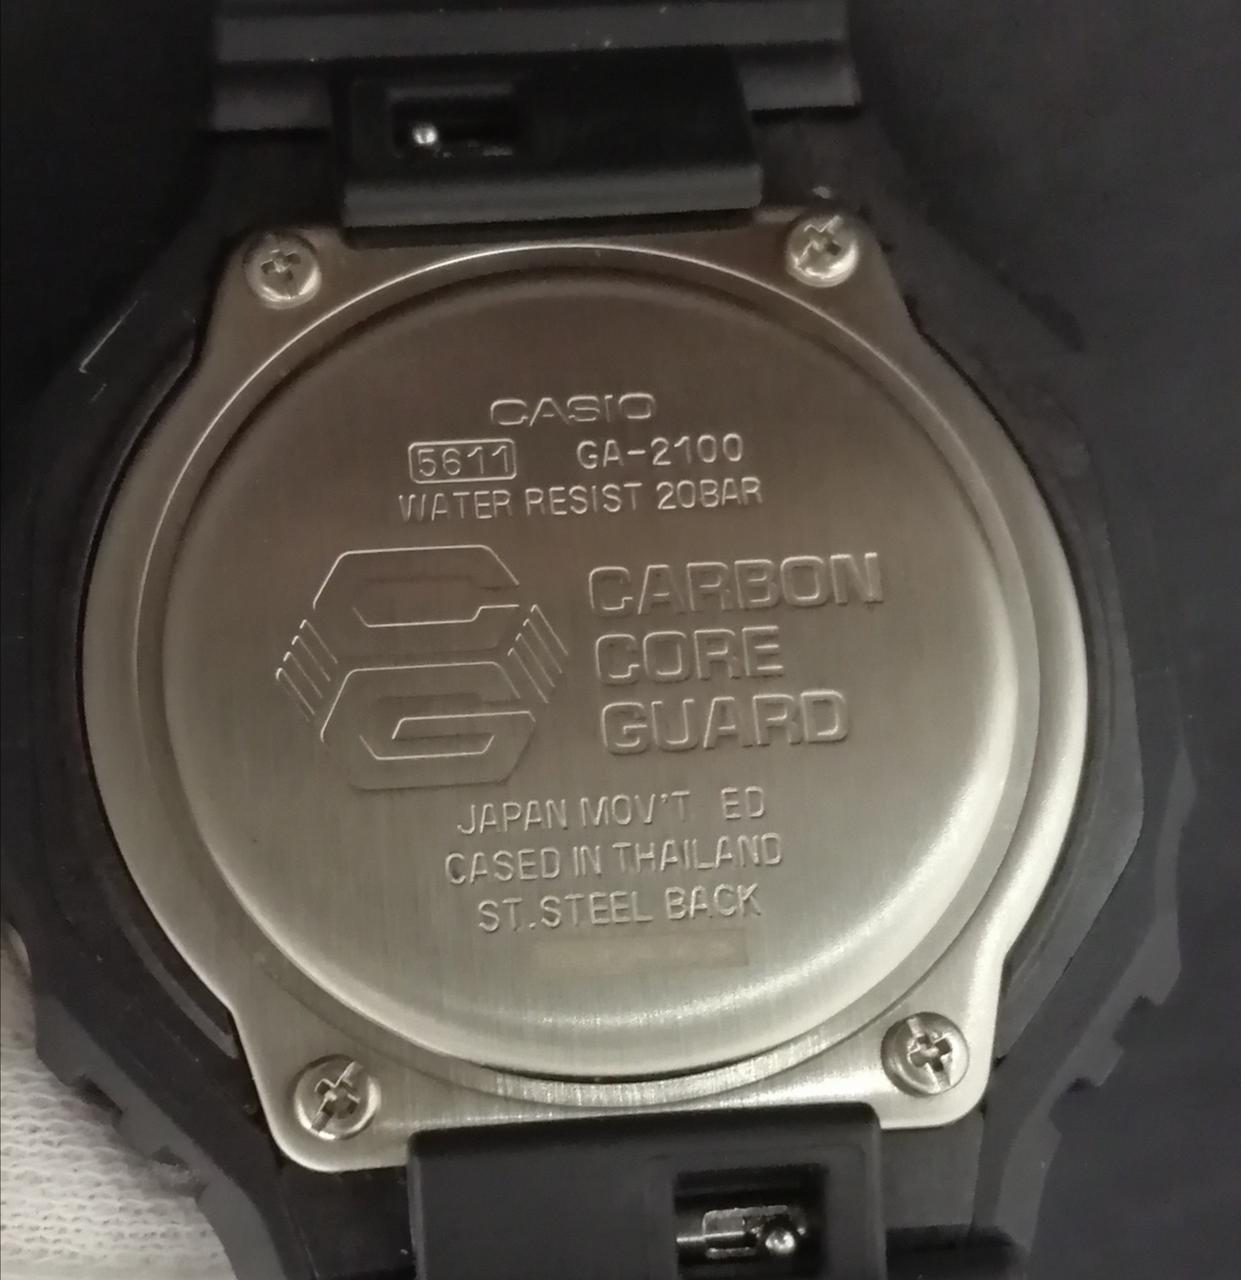 CASIO
5611 GA-2100
WATER RESIST 20BAR
CARBON
CORE
GUARD
JAPAN MOV'T ED
CASED IN THAILAND
ST.STEEL BACK